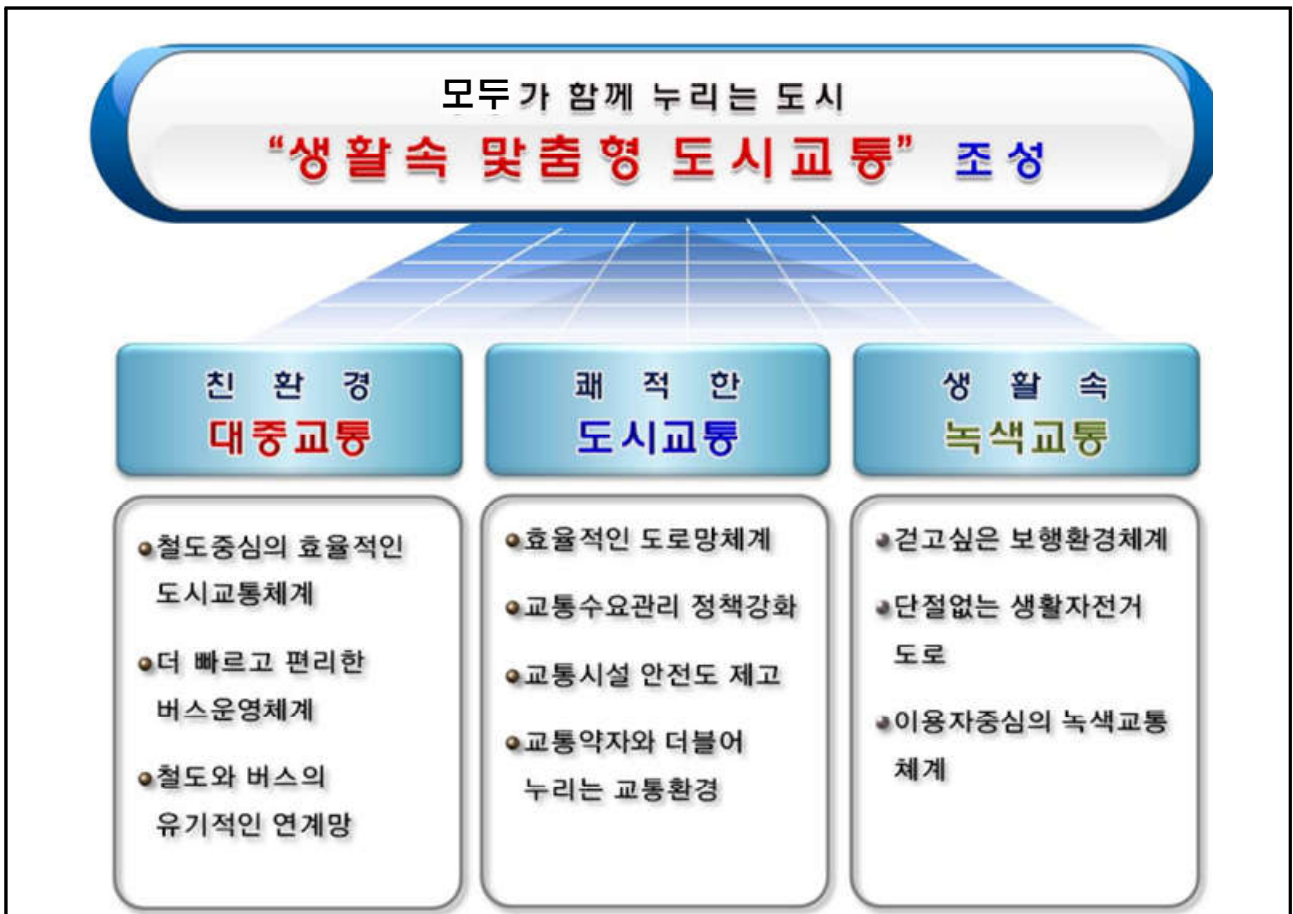 모두가 함께 누리는 도시
“생활속 맞춤형 도시교통” 조성
친 환 경
대중교통
●철도중심의 효율적인
도시교통체계
●더 빠르고 편리한
버스운영체계
●철도와 버스의
유기적인 연계망
쾌 적 한
도시교통
●효율적인 도로망체계
●교통수요관리 정책강화
●교통시설 안전도 제고
●교통약자와 더불어
누리는 교통환경
생 활 속
녹색교통
●걷고싶은 보행환경체계
●단절없는 생활자전거
도로
●이용자중심의 녹색교통
체계